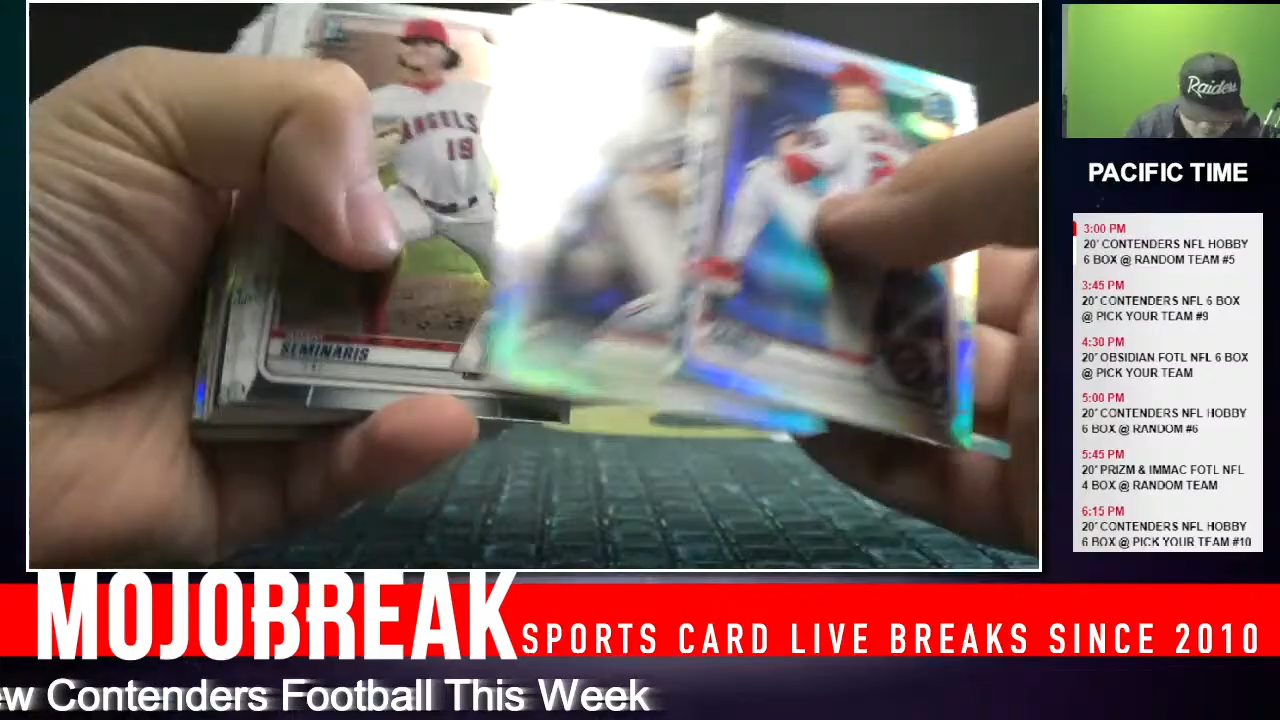 Raiders
ANGELS
19
SEMINARIS
PACIFIC TIME
3:00 PM
20' CONTENDERS NFL HOBBY
6 BOX @ RANDOM TEAM #5
3:45 PM
20' CONTENDERS NFL 6 BOX
@ PICK YOUR TEAM #9
4:30 PM
20' OBSIDIAN FOTL NFL 6 BOX
@ PICK YOUR TEAM
5:00 PM
20' CONTENDERS NFL HOBBY
6 BOX @ RANDOM #6
5:45 PM
20' PRIZM & IMMAC FOTL NFL
4 BOX @ RANDOM TEAM
6:15 PM
20' CONTENDERS NFL HOBBY
6 BOX @ PICK YOUR TEAM #10
MOJOBREAK
SPORTS CARD LIVE BREAKS SINCE 2010
ew Contenders Football This Week